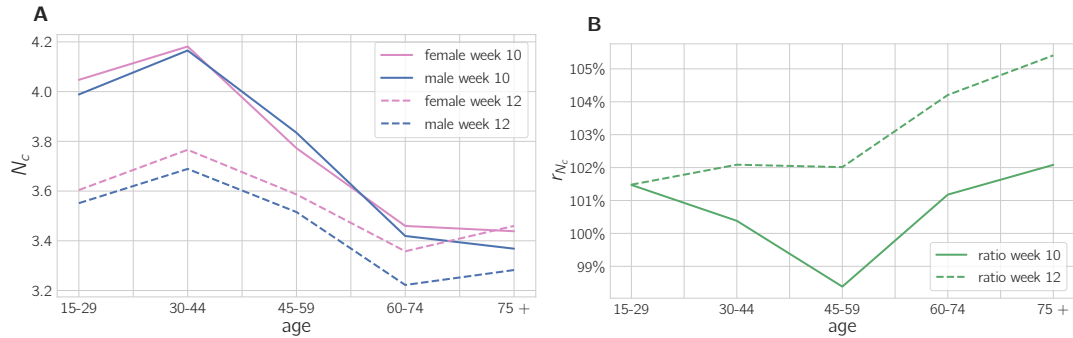 A
4.2
4.0
3.8
3.6
3.4
3.2
N_c
15-29 30-44 45-59 60-74 75 +
age
female week 10
male week 10
female week 12
male week 12
B
105%
104%
103%
102%
101%
100%
99%
r_{N_c}
15-29 30-44 45-59 60-74 75 +
age
ratio week 10
ratio week 12